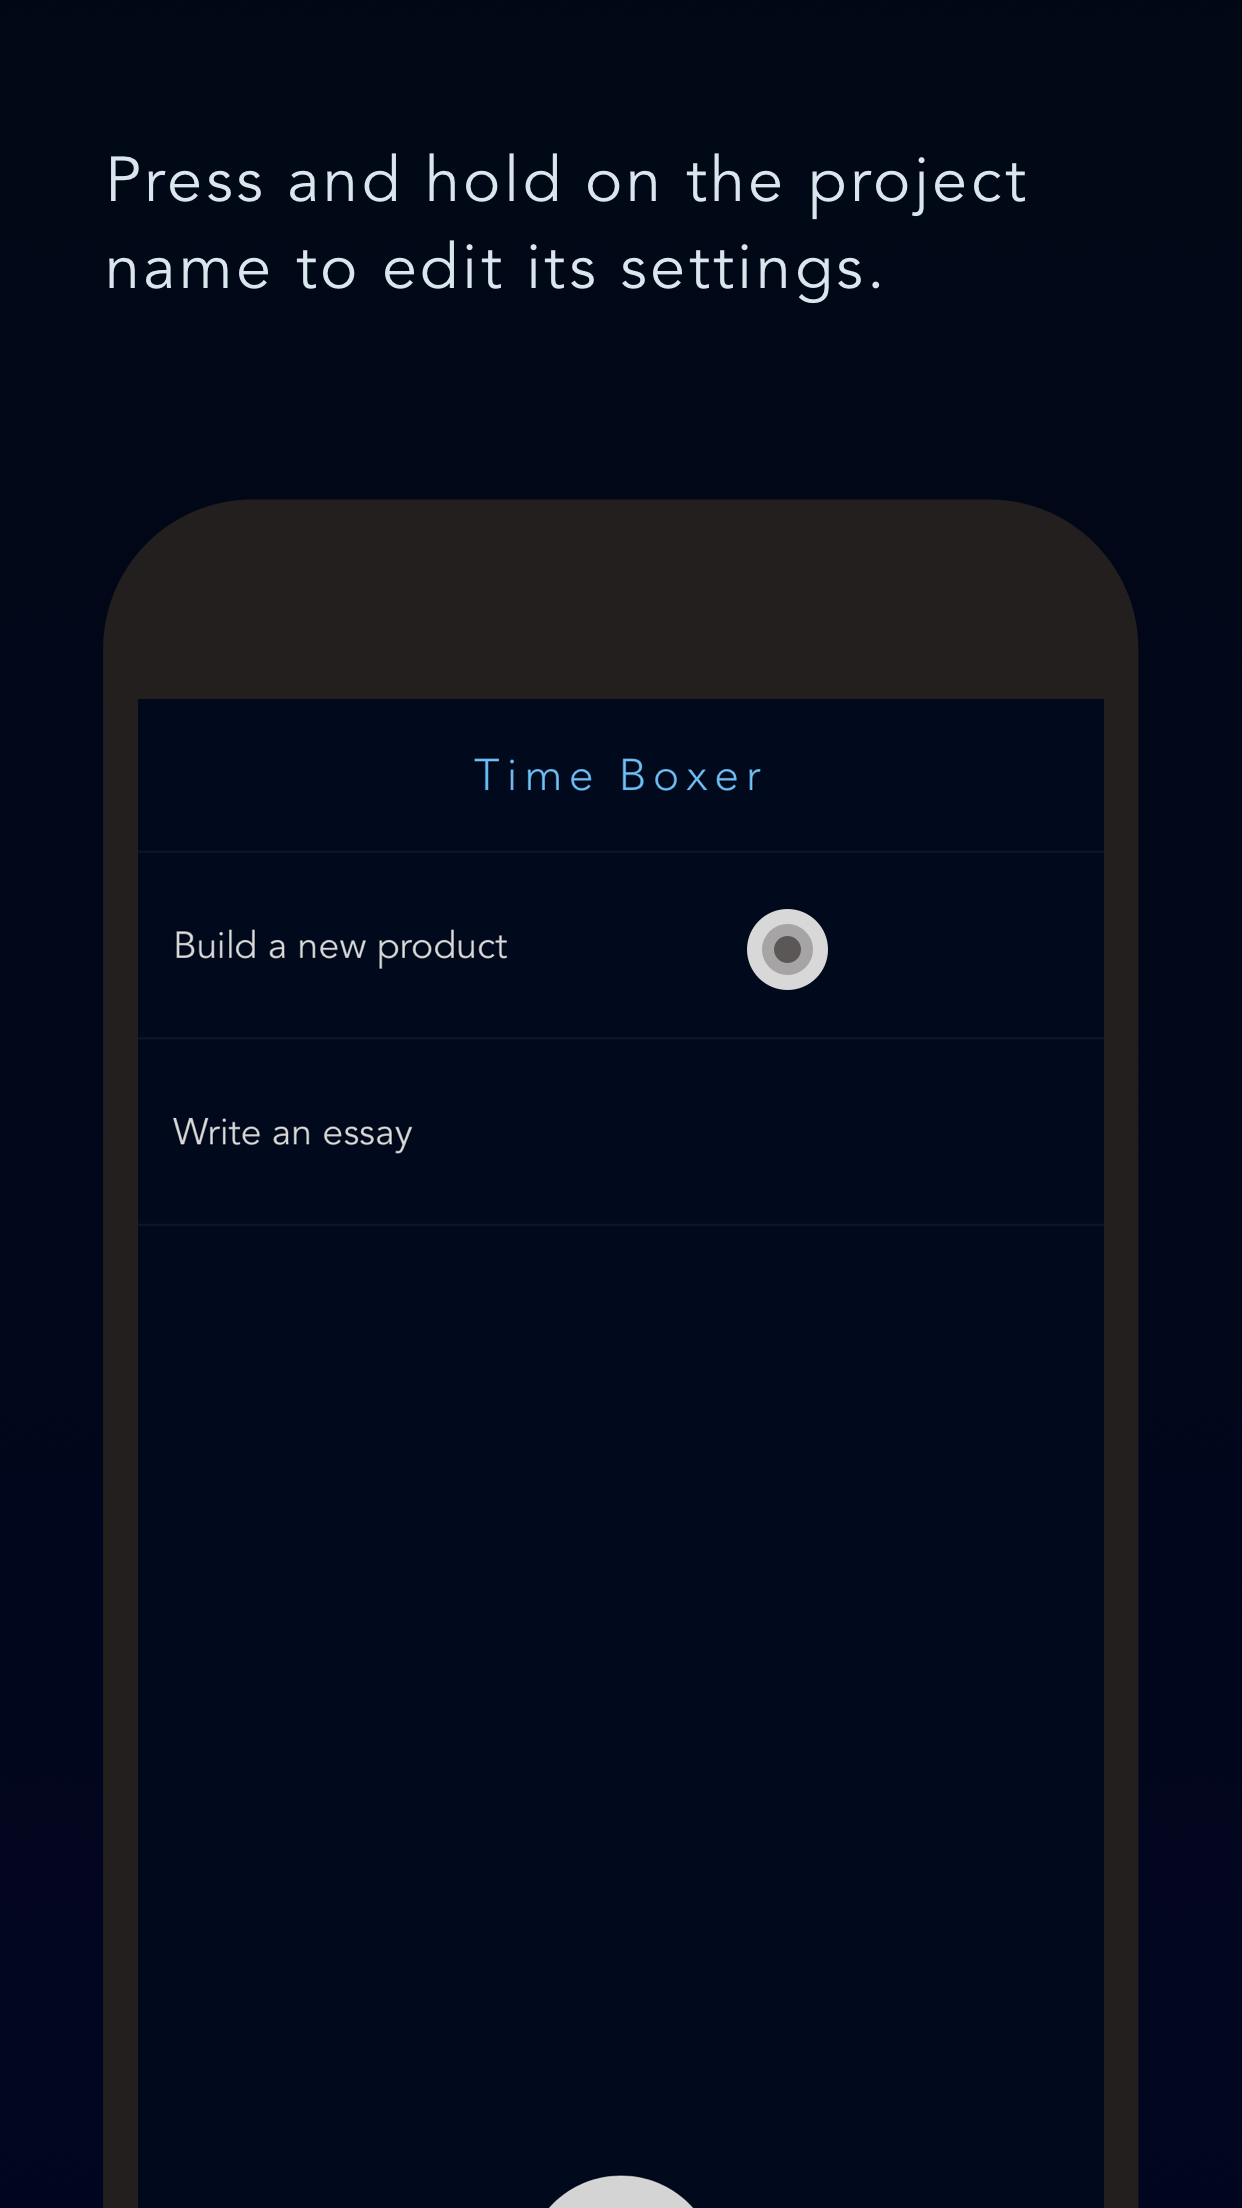 Press and hold on the project
name to edit its settings.
Time Boxer
Build a new product
Write an essay